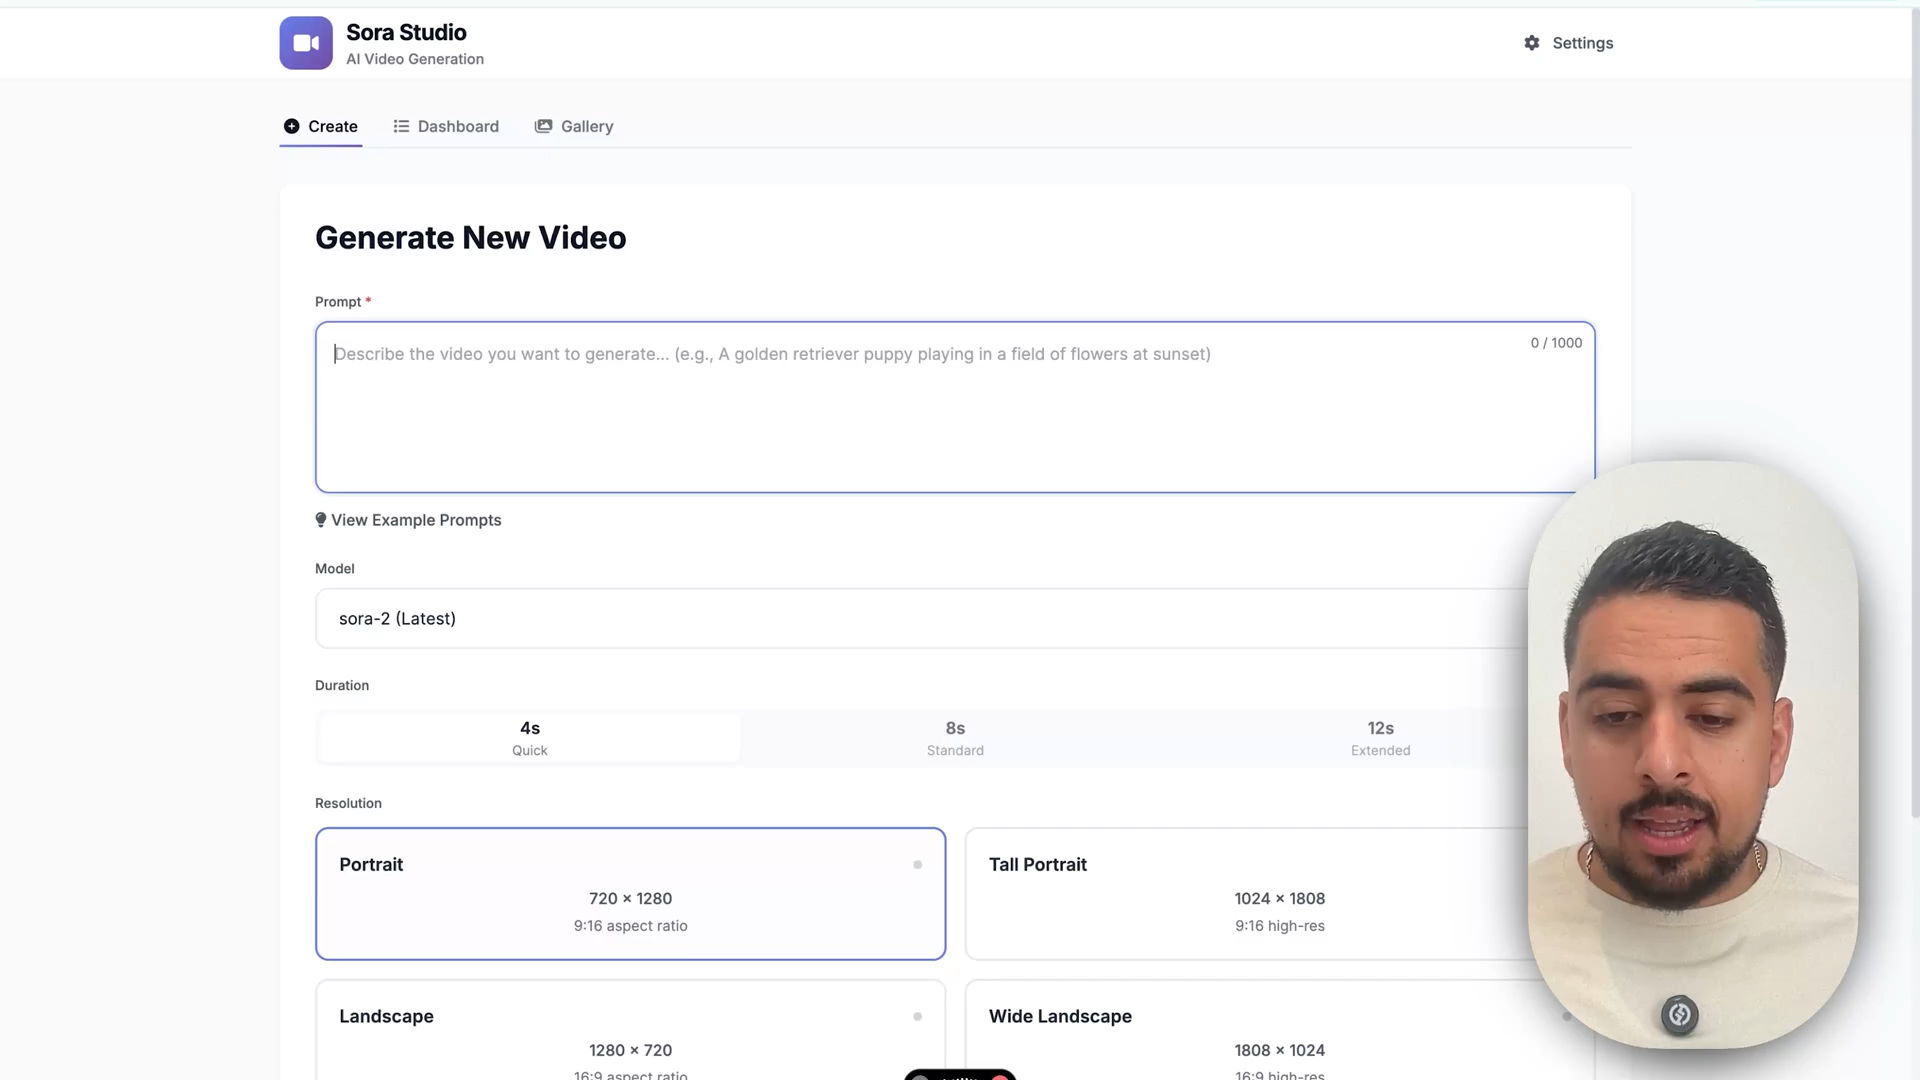 Sora Studio
AI Video Generation
Settings
Create
Dashboard
Gallery
Generate New Video
Prompt *
Describe the video you want to generate... (e.g., A golden retriever puppy playing in a field of flowers at sunset)
0 / 1000
View Example Prompts
Model
sora-2 (Latest)
Duration
4s
8s
12s
Quick
Standard
Extended
Resolution
Portrait
Tall Portrait
720 × 1280
1024 × 1808
9:16 aspect ratio
9:16 high-res
Landscape
Wide Landscape
1280 × 720
1808 × 1024
16:9 aspect ratio
16:9 high-res